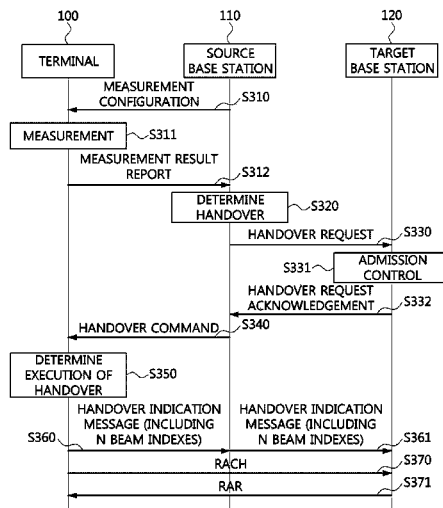 100
110
120
TERMINAL
SOURCE
BASE STATION
TARGET
BASE STATION
MEASUREMENT
CONFIGURATION
S310
MEASUREMENT
S311
MEASUREMENT RESULT
REPORT
S312
DETERMINE
HANDOVER
S320
HANDOVER REQUEST
S330
S331
ADMISSION
CONTROL
HANDOVER REQUEST
ACKNOWLEDGEMENT
S332
HANDOVER COMMAND
S340
DETERMINE
EXECUTION OF
HANDOVER
S350
S360
HANDOVER INDICATION
MESSAGE (INCLUDING
N BEAM INDEXES)
HANDOVER INDICATION
MESSAGE (INCLUDING
N BEAM INDEXES)
S361
RACH
S370
RAR
S371